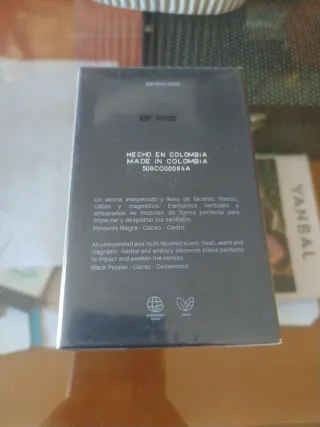 yanbal.com
HECHO EN COLOMBIA
MADE IN COLOMBIA
508C000084A
Un aroma inesperado y lleno de facetas, fresco,
cálido y magnético. Elementos herbales y
ambarados se mezclan de forma perfecta para
impactar y despertar los sentidos.
Pimienta Negra - Cacao - Cedro
An unexpected and multi-faceted scent, fresh, warm and
magnetic. Herbal and ambery elements blend perfectly
to impact and awaken the senses.
Black Pepper - Cacao - Cedarwood
YANBAL